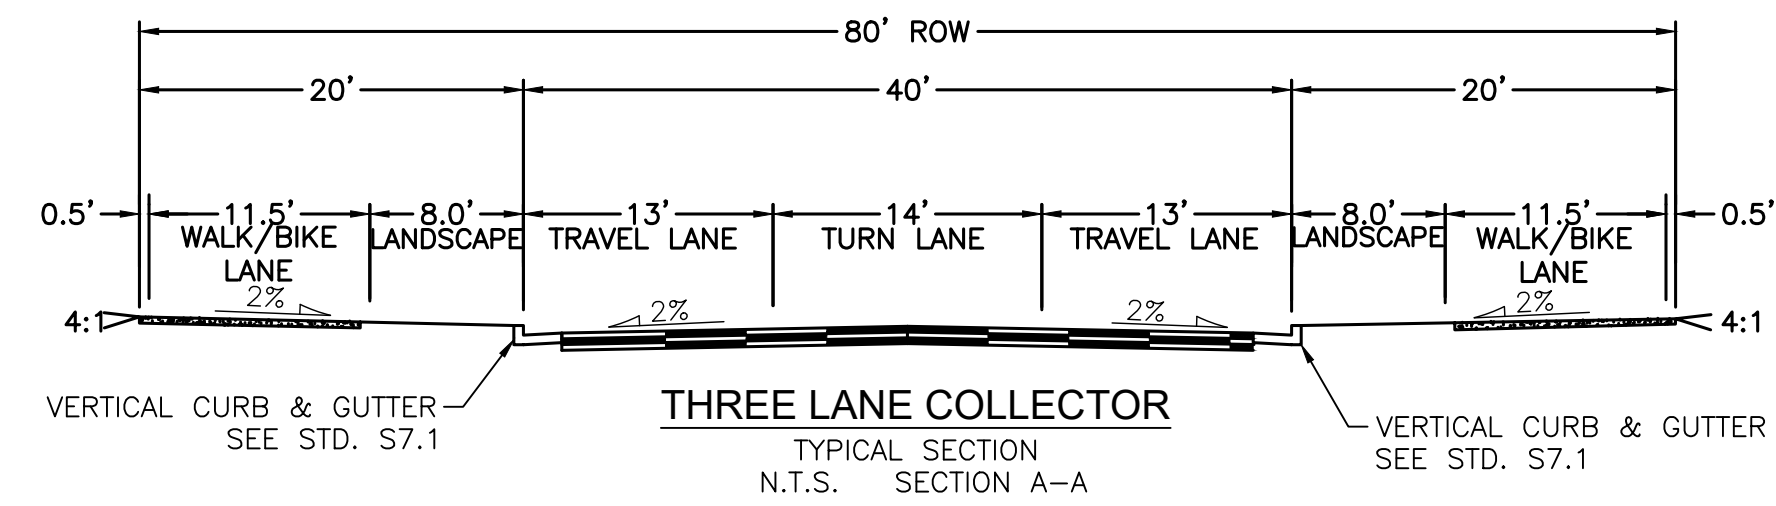 80' ROW
20'
40'
20'
0.5'
11.5'
8.0'
13'
14'
13'
8.0'
11.5'
0.5'
WALK/BIKE
LANE
LANDSCAPE
TRAVEL LANE
TURN LANE
TRAVEL LANE
LANDSCAPE
WALK/BIKE
LANE
2%
2%
2%
2%
4:1
4:1
VERTICAL CURB & GUTTER
SEE STD. S7.1
THREE LANE COLLECTOR
TYPICAL SECTION
N.T.S. SECTION A-A
VERTICAL CURB & GUTTER
SEE STD. S7.1